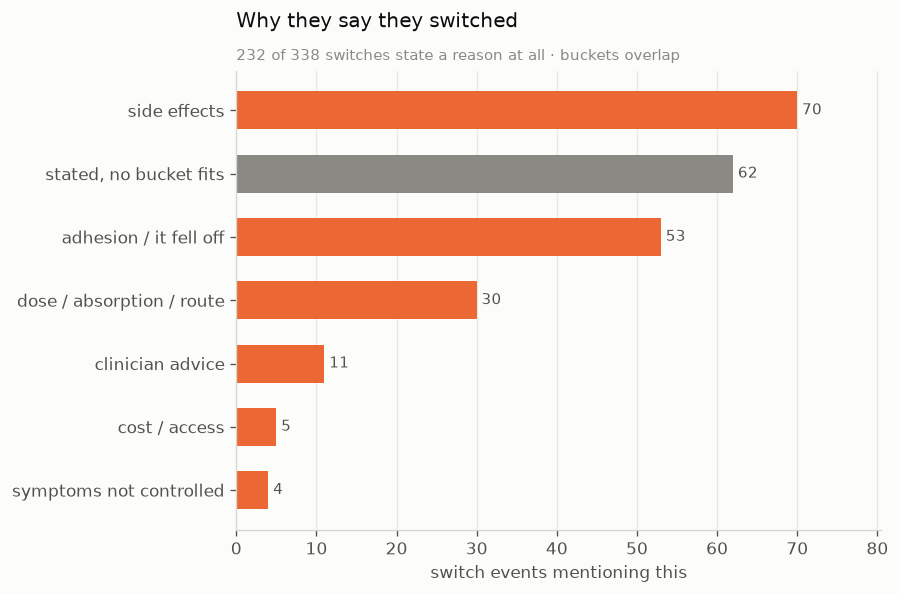 Why they say they switched
232 of 338 switches state a reason at all · buckets overlap
side effects 70
stated, no bucket fits 62
adhesion / it fell off 53
dose / absorption / route 30
clinician advice 11
cost / access 5
symptoms not controlled 4
0 10 20 30 40 50 60 70 80
switch events mentioning this